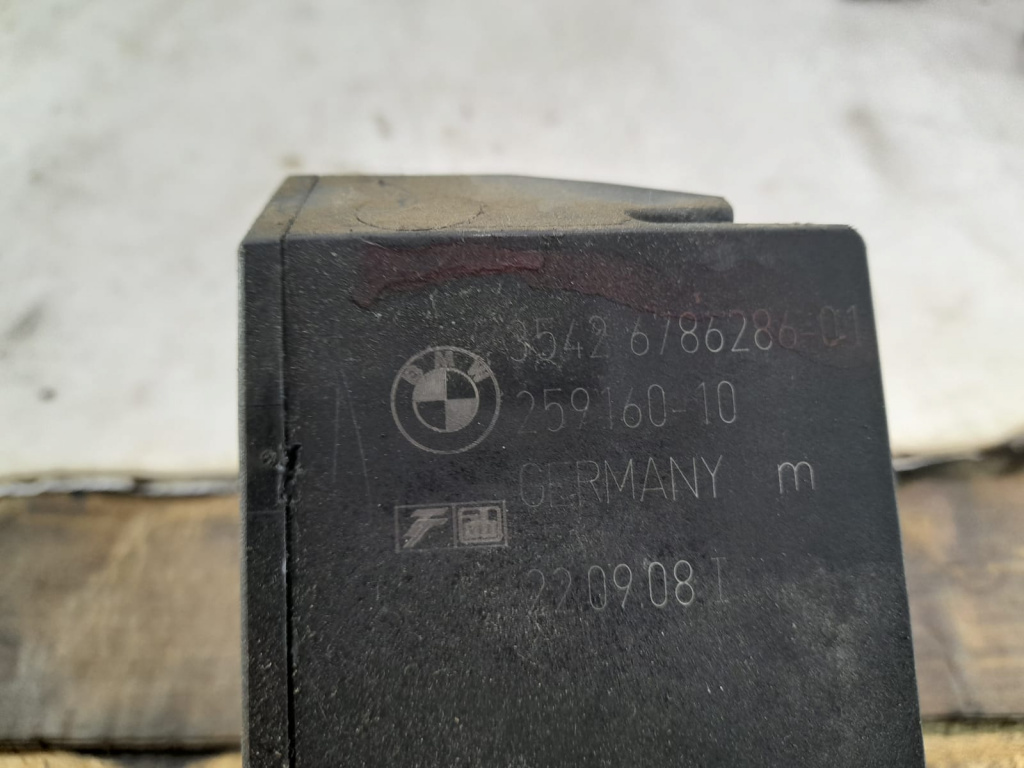 3542 6786286-01
BMW
259160-10
GERMANY m
220908 I